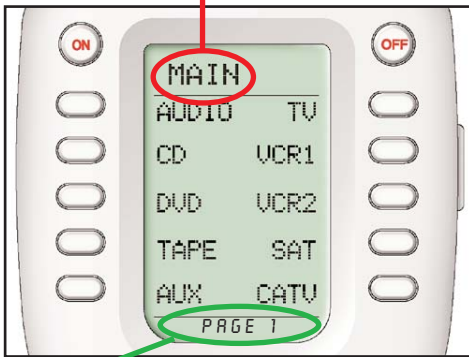 ON OFF
MAIN
AUDIO TV
CD VCR1
DVD VCR2
TAPE SAT
AUX CATV
PAGE 1